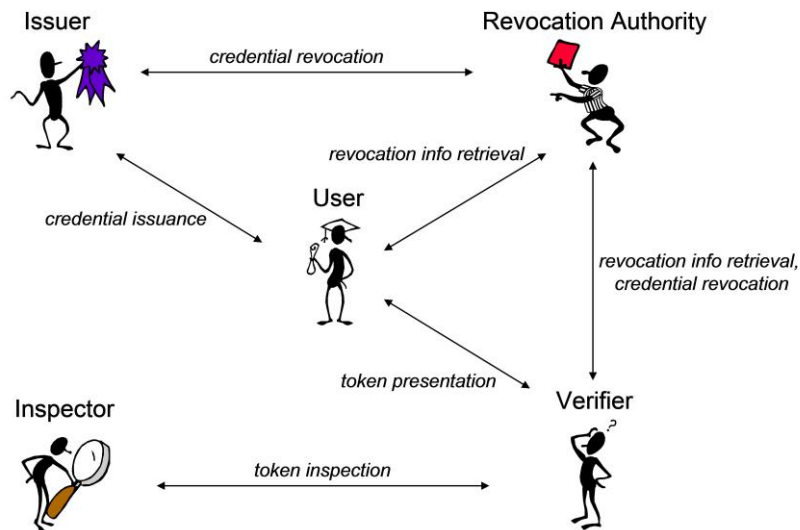 Issuer
Revocation Authority
credential revocation
revocation info retrieval
User
credential issuance
revocation info retrieval,
credential revocation
token presentation
Inspector
Verifier
?
token inspection